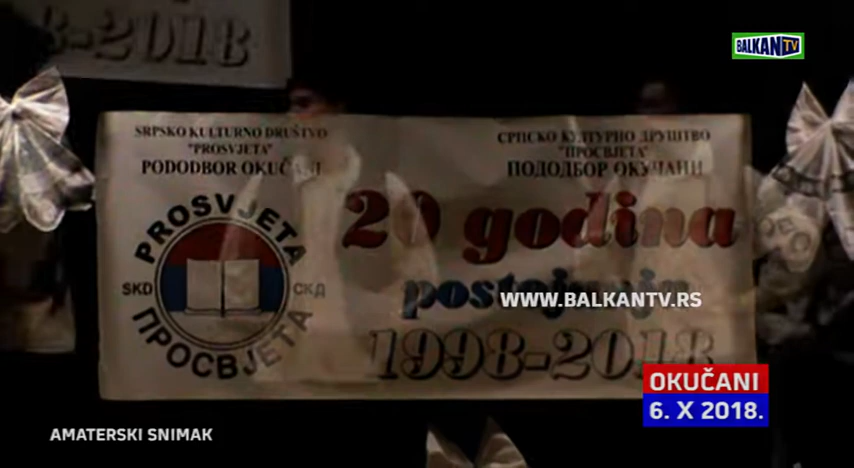 8-2018
BALKAN TV
SRPSKO KULTURNO DRUŠTVO
"PROSVJETA"
PODODBOR OKUČANI
СРПСКО КУЛТУРНО ДРУШТВО
"ПРОСВЈЕТА"
ПОДОДБОР ОКУЧАНИ
PROSVJETA
SKD СКД
ПРОСВЈЕТА
20 godina
postojanja
1998-2018
WWW.BALKANTV.RS
OKUČANI
6. X 2018.
AMATERSKI SNIMAK